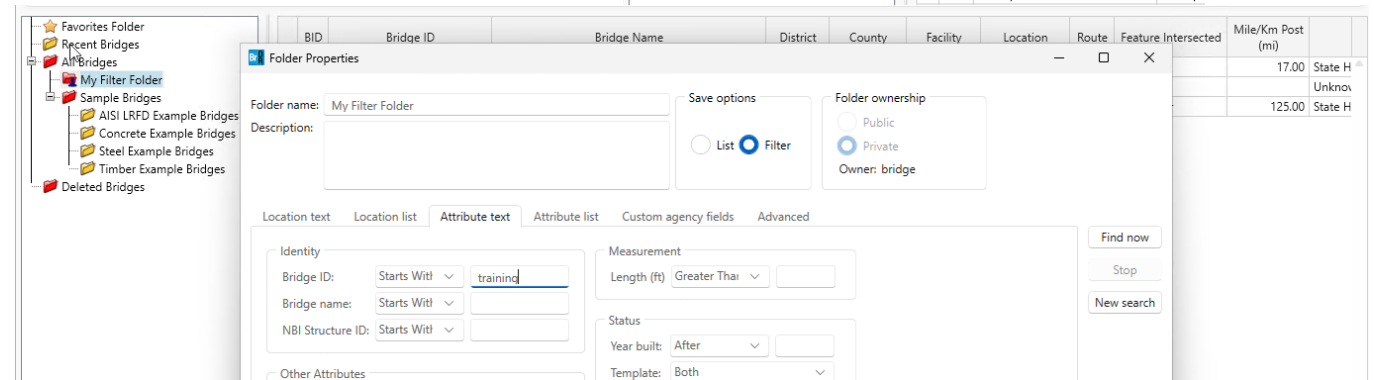 Favorites Folder
Recent Bridges
All Bridges
My Filter Folder
Sample Bridges
AISI LRFD Example Bridges
Concrete Example Bridges
Steel Example Bridges
Timber Example Bridges
Deleted Bridges
BID Bridge ID Bridge Name District County Facility Location Route Feature Intersected Mile/Km Post (mi)
17.00 State H
Unknov
125.00 State H
Folder Properties
Folder name: My Filter Folder
Description:
Save options
List Filter
Folder ownership
Public
Private
Owner: bridge
Location text Location list Attribute text Attribute list Custom agency fields Advanced
Identity
Bridge ID: Starts With training
Bridge name: Starts With
NBI Structure ID: Starts With
Other Attributes
Measurement
Length (ft) Greater Thai
Status
Year built: After
Template: Both
Find now
Stop
New search